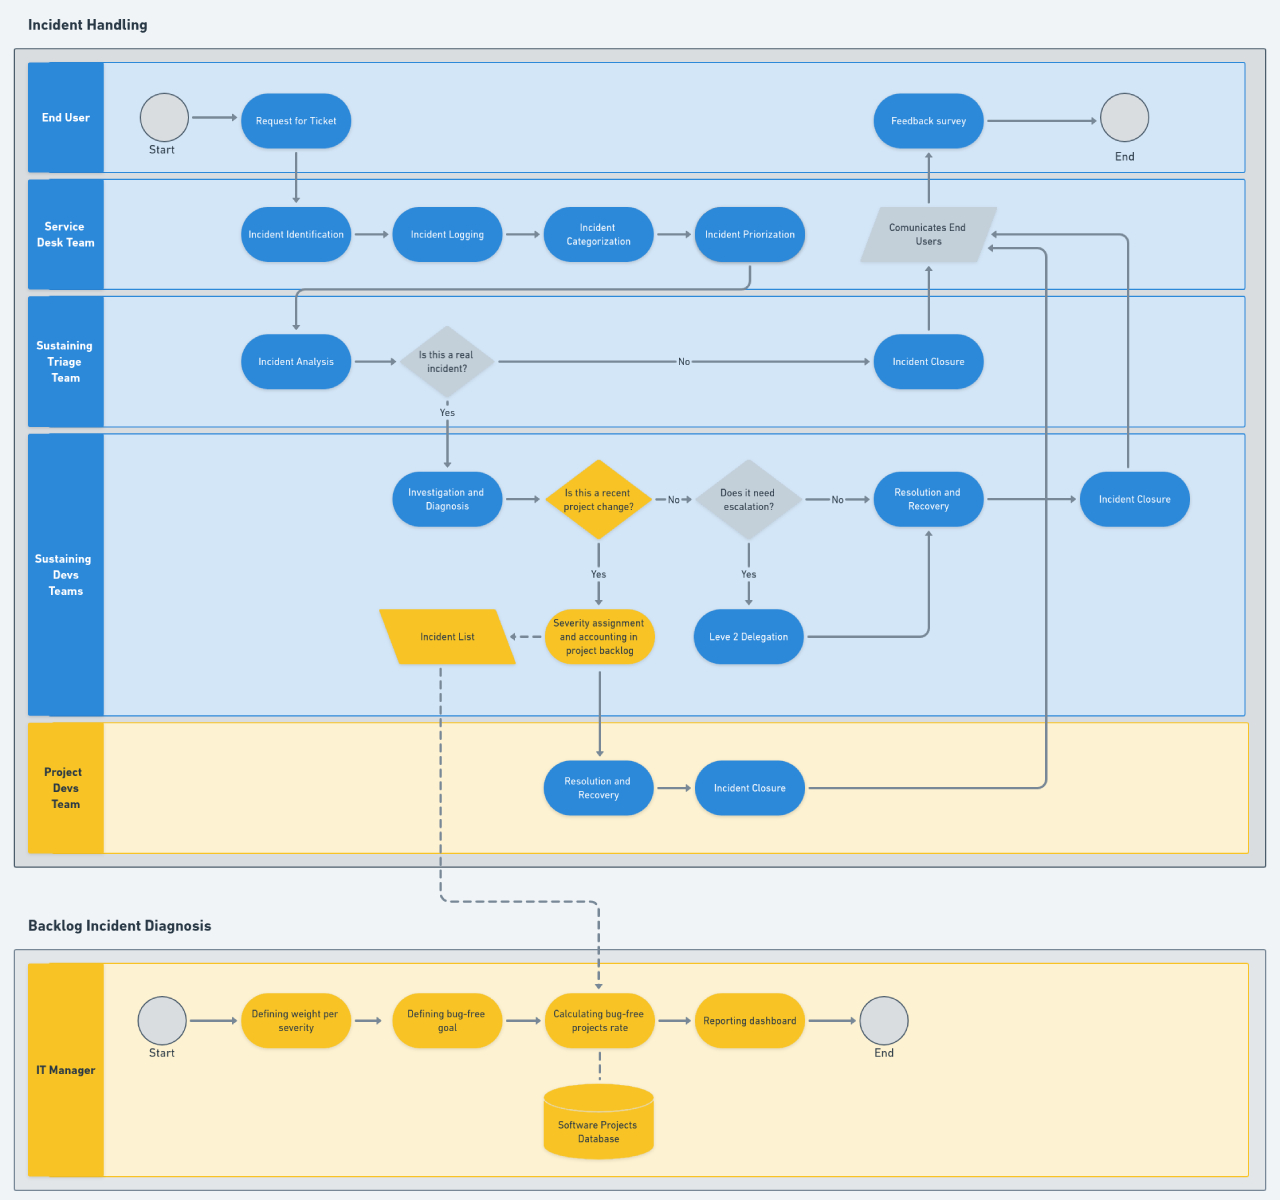 Incident Handling
End User
Start
Request for Ticket
Feedback survey
End
Service
Desk Team
Incident Identification
Incident Logging
Incident
Categorization
Incident Priorization
Comunicates End
Users
Sustaining
Triage
Team
Incident Analysis
Is this a real
incident?
No
Incident Closure
Yes
Sustaining
Devs
Teams
Investigation and
Diagnosis
Is this a recent
project change?
No
Does it need
escalation?
No
Resolution and
Recovery
Incident Closure
Yes
Yes
Incident List
Severity assignment
and accounting in
project backlog
Leve 2 Delegation
Project
Devs
Team
Resolution and
Recovery
Incident Closure
Backlog Incident Diagnosis
IT Manager
Start
Defining weight per
severity
Defining bug-free
goal
Calculating bug-free
projects rate
Reporting dashboard
End
Software Projects
Database